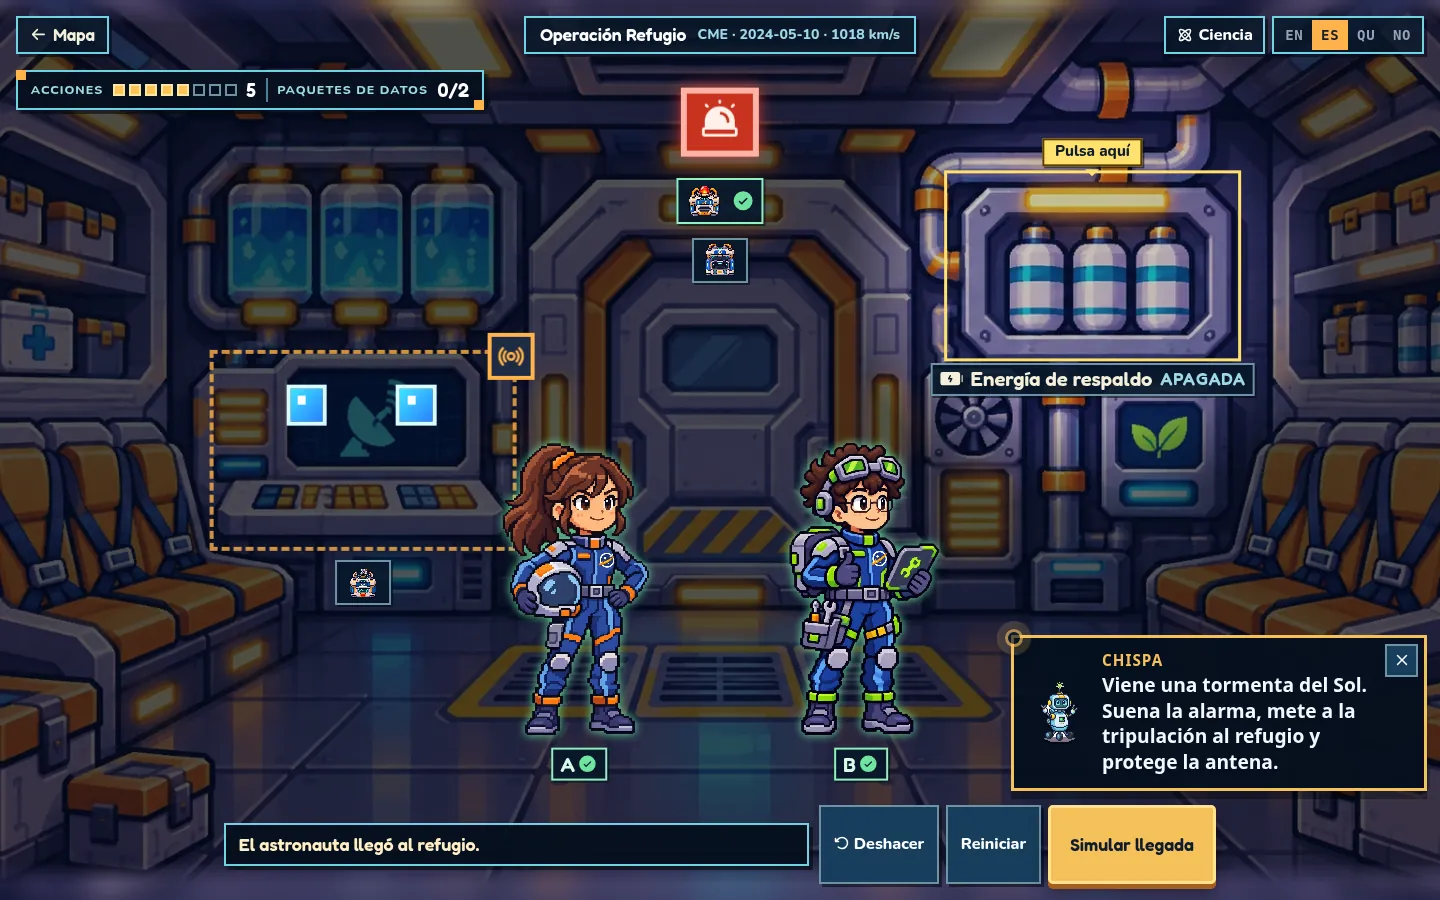 Mapa
Operación Refugio CME · 2024-05-10 · 1018 km/s
Ciencia
EN ES QU NO
ACCIONES 5 PAQUETES DE DATOS 0/2
Pulsa aquí
Energía de respaldo APAGADA
CHISPA
Viene una tormenta del Sol.
Suena la alarma, mete a la
tripulación al refugio y
protege la antena.
A
B
El astronauta llegó al refugio.
Deshacer
Reiniciar
Simular llegada